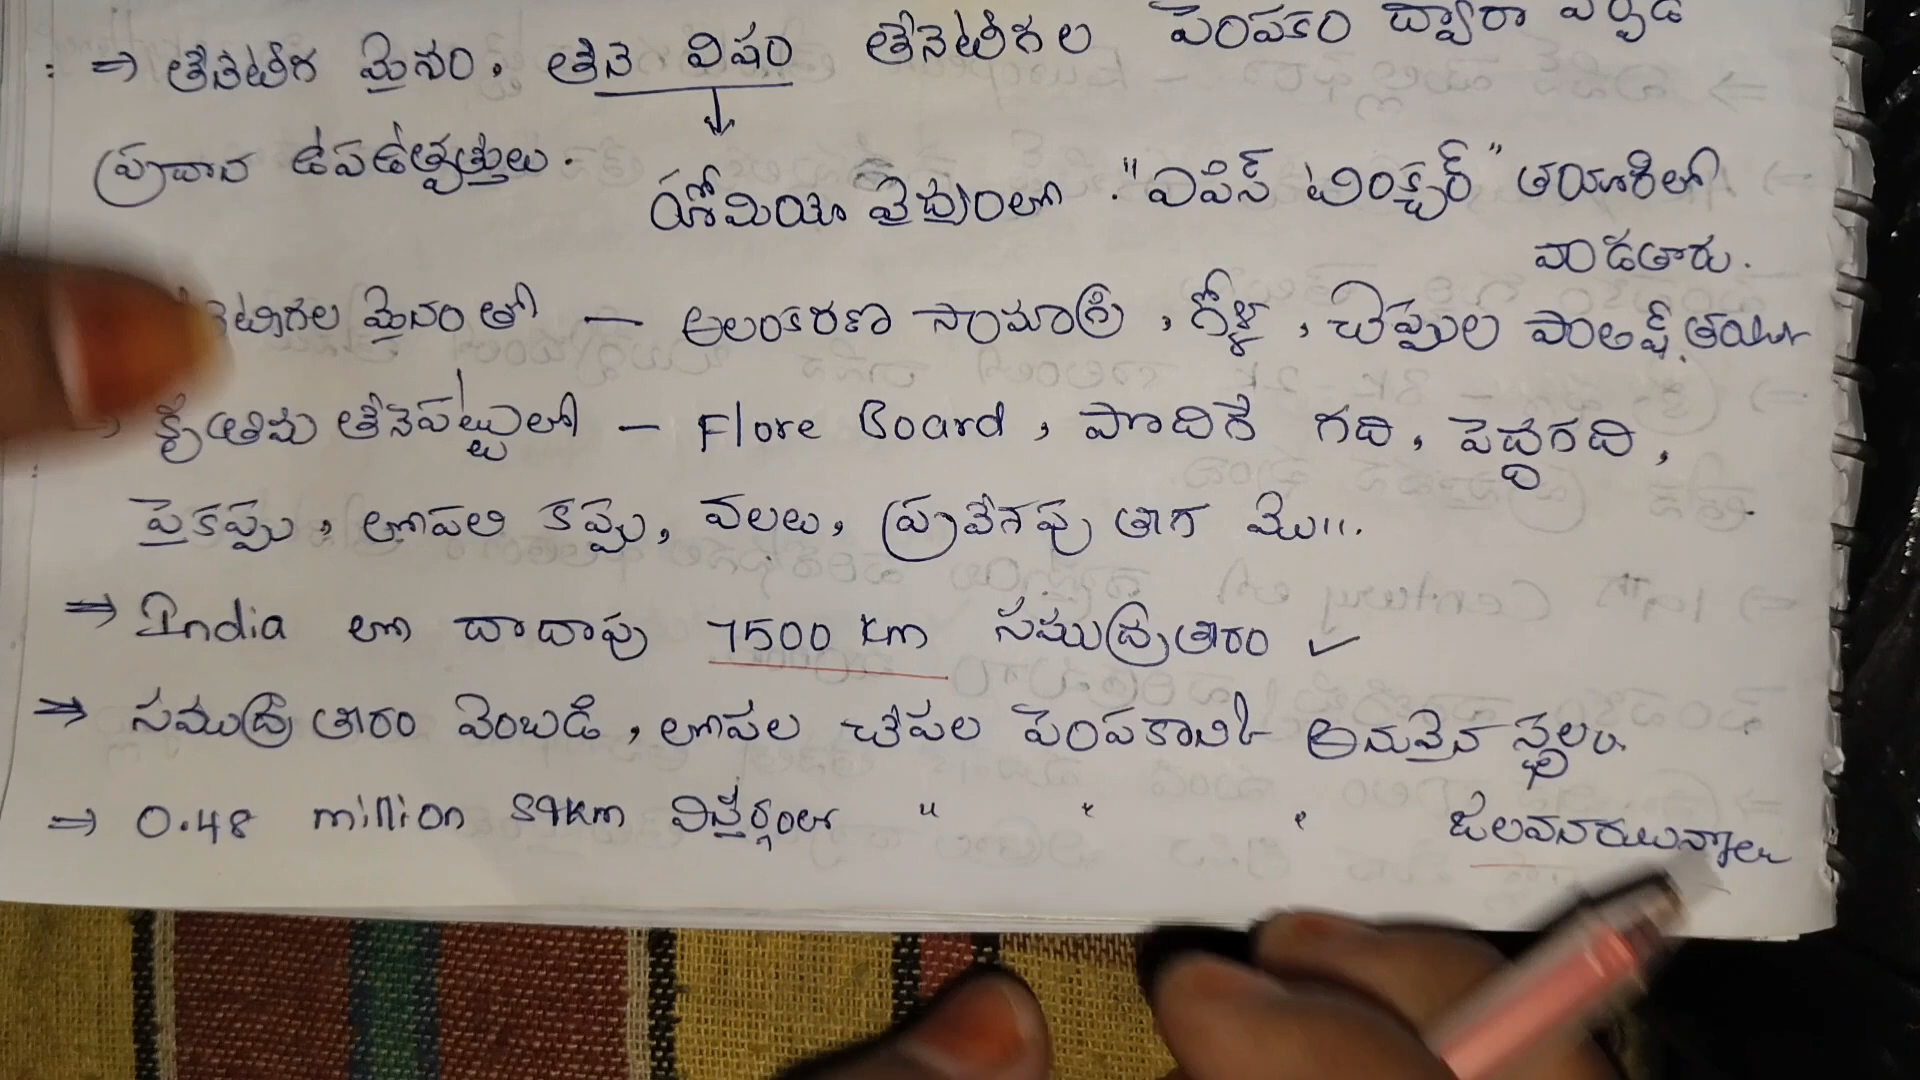 ⇒ తేనెటీగ మైనం, తేనె విషం తేనెటీగల పెంపకం ద్వారా ఏర్పడే
ప్రధాన ఉపఉత్పత్తులు.
హోమియో వైద్యంలో "ఏపిస్ టింక్చర్" తయారీలో
వాడతారు.
టీగల మైనంతో — అలంకరణ సామాగ్రి, గోళ్ళ, చెప్పుల పాలిష్ తయారీ
కృత్రిమ తేనెపట్టులో — Flore Board, పొదిగే గది, పెద్దగది,
పైకప్పు, లోపలి కప్పు, వలలు, ప్రవేశపు తాగ మొ॥.
⇒ India లో దాదాపు 7500 km సముద్రతీరం ✓
⇒ సముద్ర తీరం వెంబడి, లోపల చేపల పెంపకానికి అనువైన స్థలం.
⇒ 0.48 million sqkm విస్తీర్ణంలో " " " జలవనరులున్నాయి